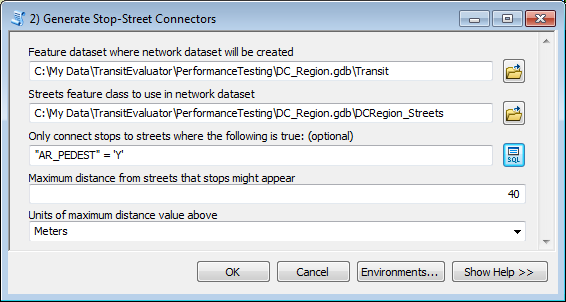 2) Generate Stop-Street Connectors
Feature dataset where network dataset will be created
C:\My Data\TransitEvaluator\PerformanceTesting\DC_Region.gdb\Transit
Streets feature class to use in network dataset
C:\My Data\TransitEvaluator\PerformanceTesting\DC_Region.gdb\DCRegion_Streets
Only connect stops to streets where the following is true: (optional)
"AR_PEDEST" = 'Y'
SQL
Maximum distance from streets that stops might appear
40
Units of maximum distance value above
Meters
OK Cancel Environments... Show Help >>